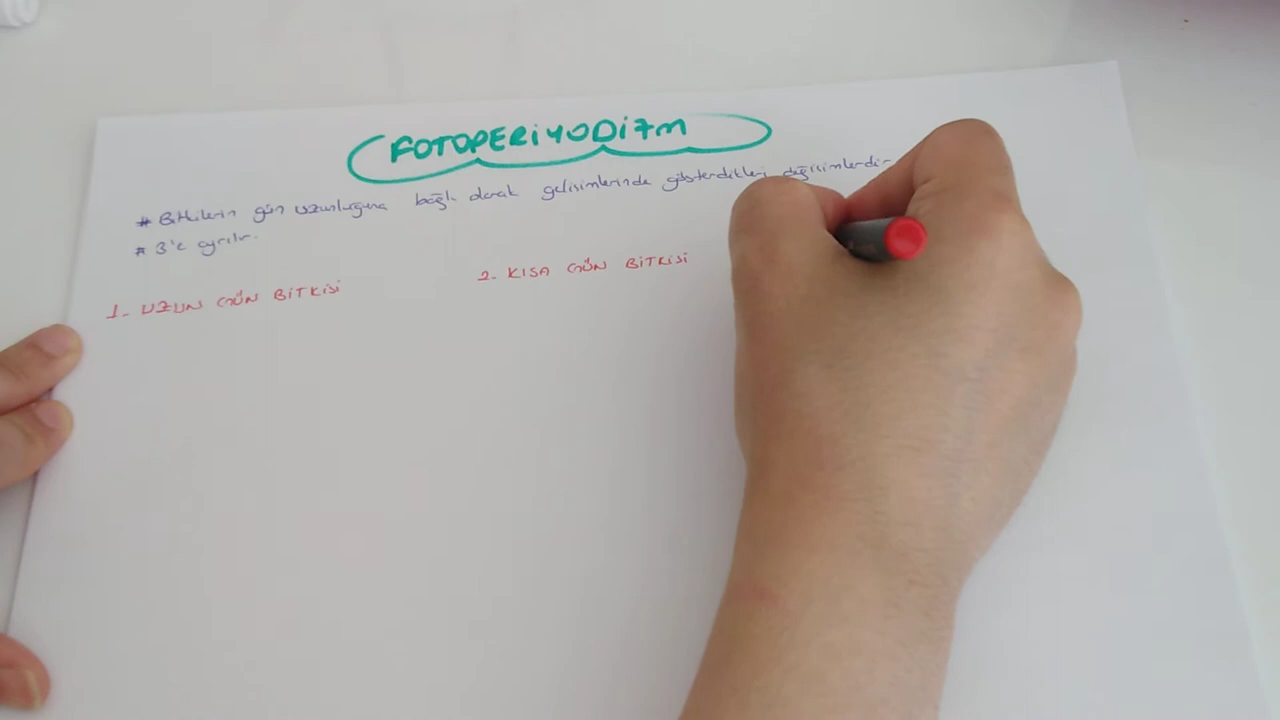 FOTOPERİYODİZM
# Bitkilerin gün uzunluğuna bağlı olarak gelişimlerinde gösterdikleri değişimlerdir
# 3'e ayrılır.
1- UZUN GÜN BİTKİSİ
2- KISA GÜN BİTKİSİ